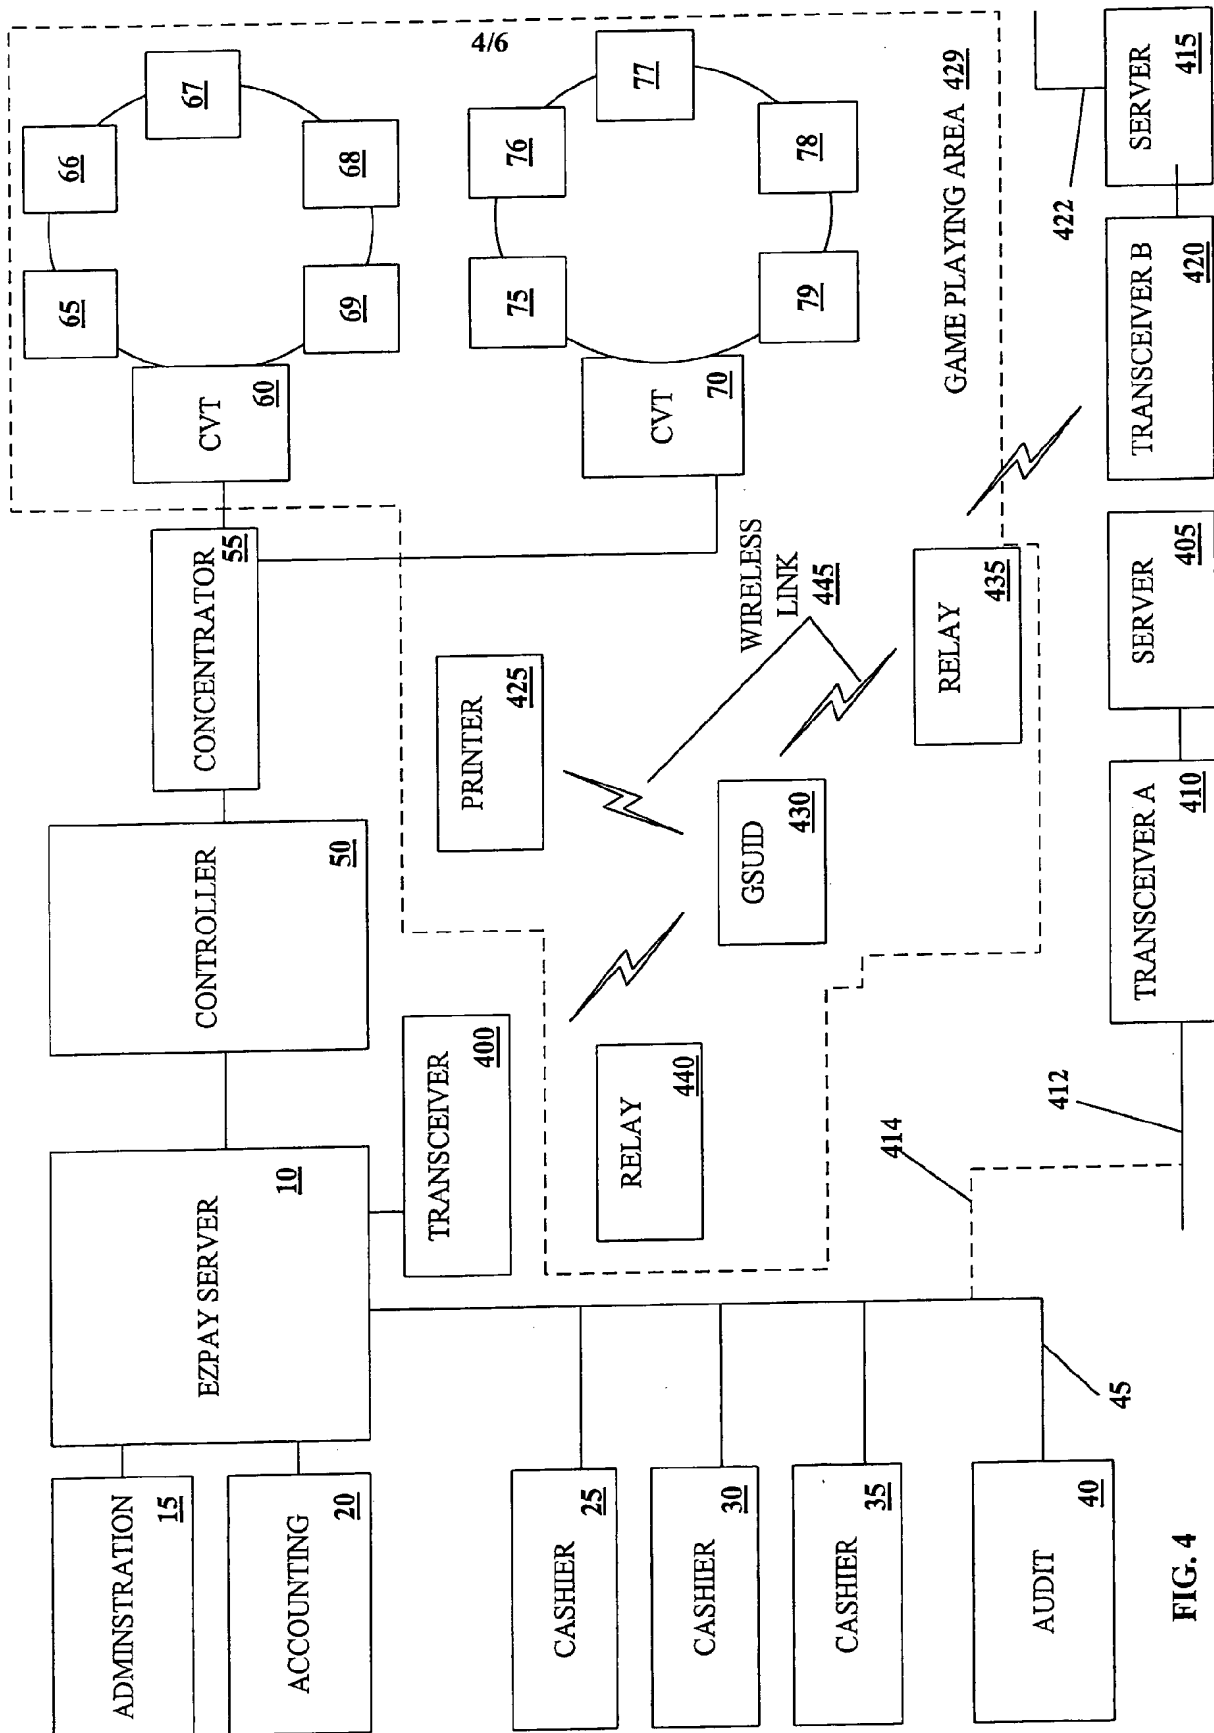 4/6
ADMINSTRATION
15
ACCOUNTING
20
EZPAY SERVER
10
CONTROLLER
50
CONCENTRATOR
55
CVT
60
65
66
67
68
69
CVT
70
75
76
77
78
79
CASHIER
25
CASHIER
30
CASHIER
35
AUDIT
40
45
TRANSCEIVER
400
RELAY
440
PRINTER
425
GSUID
430
WIRELESS
LINK
445
RELAY
435
GAME PLAYING AREA 429
414
412
TRANSCEIVER A
410
SERVER
405
TRANSCEIVER B
420
SERVER
415
422
FIG. 4